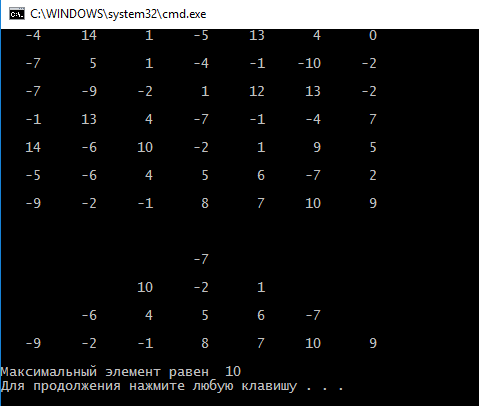 C:\WINDOWS\system32\cmd.exe
-4 14 1 -5 13 4 0
-7 5 1 -4 -1 -10 -2
-7 -9 -2 1 12 13 -2
-1 13 4 -7 -1 -4 7
14 -6 10 -2 1 9 5
-5 -6 4 5 6 -7 2
-9 -2 -1 8 7 10 9
-7
10 -2 1
-6 4 5 6 -7
-9 -2 -1 8 7 10 9
Максимальный элемент равен 10
Для продолжения нажмите любую клавишу . . .